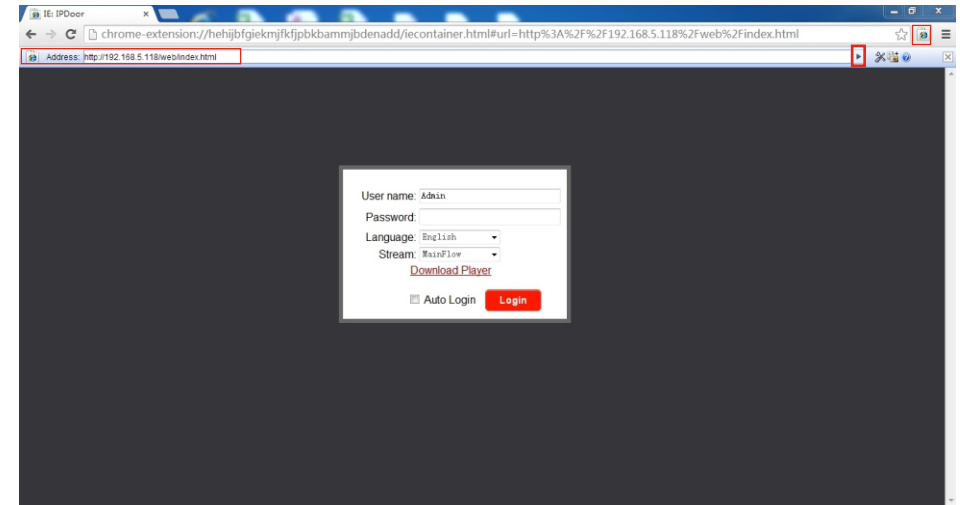 IE: IPDoor
chrome-extension://hehijbfgiekmjfkfjpbkbammjbdenadd/iecontainer.html#url=http%3A%2F%2F192.168.5.118%2Fweb%2Findex.html
Address: http://192.168.5.118/web/index.html
User name: Admin
Password:
Language: English
Stream: MainFlow
Download Player
Auto Login Login